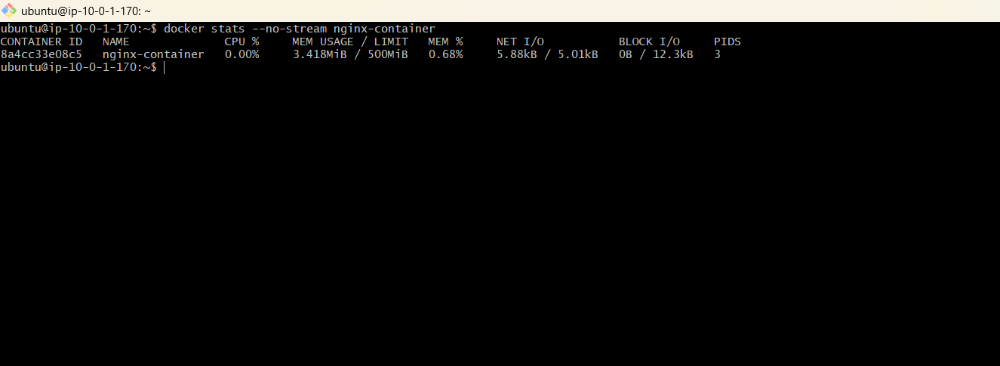 ubuntu@ip-10-0-1-170: ~
ubuntu@ip-10-0-1-170:~$ docker stats --no-stream nginx-container
CONTAINER ID   NAME              CPU %     MEM USAGE / LIMIT   MEM %     NET I/O           BLOCK I/O     PIDS
8a4cc33e08c5   nginx-container   0.00%     3.418MiB / 500MiB   0.68%     5.88kB / 5.01kB   0B / 12.3kB   3
ubuntu@ip-10-0-1-170:~$